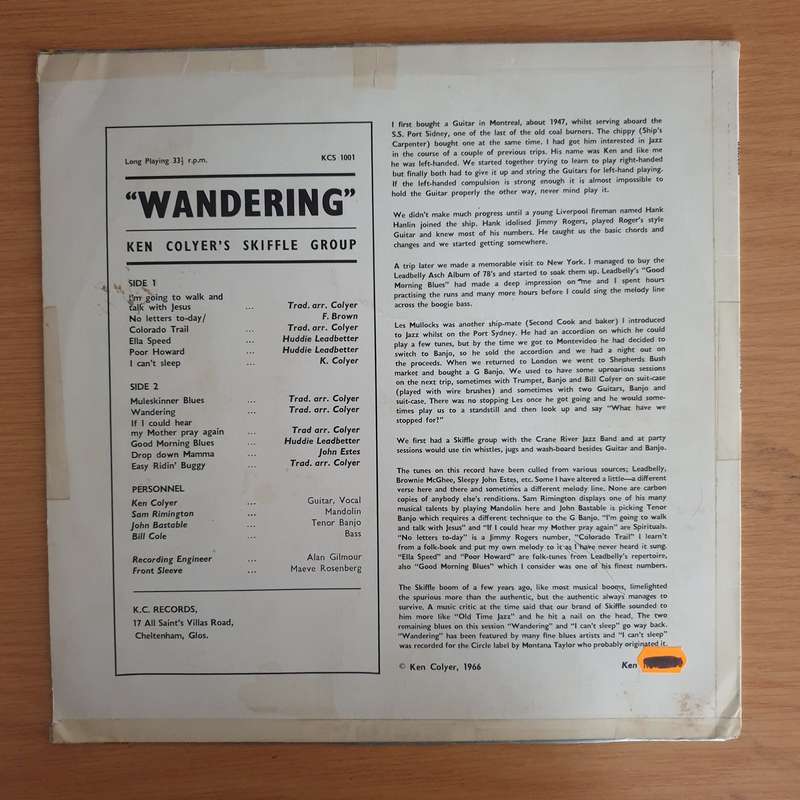 Long Playing 33⅓ r.p.m. KCS 1001
"WANDERING"
KEN COLYER'S SKIFFLE GROUP
SIDE 1
I'm going to walk and
talk with Jesus ... Trad. arr. Colyer
No letters to-day/ F. Brown
Colorado Trail ... Trad. arr. Colyer
Ella Speed ... Huddie Leadbetter
Poor Howard ... Huddie Leadbetter
I can't sleep ... K. Colyer
SIDE 2
Muleskinner Blues ... Trad. arr. Colyer
Wandering ... Trad. arr. Colyer
If I could hear
my Mother pray again ... Trad. arr. Colyer
Good Morning Blues ... Huddie Leadbetter
Drop down Mamma ... John Estes
Easy Ridin' Buggy ... Trad. arr. Colyer
PERSONNEL
Ken Colyer ... Guitar, Vocal
Sam Rimington ... Mandolin
John Bastable ... Tenor Banjo
Bill Cole ... Bass
Recording Engineer ... Alan Gilmour
Front Sleeve ... Maeve Rosenberg
K.C. RECORDS,
17 All Saint's Villas Road,
Cheltenham, Glos.
I first bought a Guitar in Montreal, about 1947, whilst serving aboard the
S.S. Port Sidney, one of the last of the old coal burners. The chippy (Ship's
Carpenter) bought one at the same time. I had got him interested in Jazz
in the course of a couple of previous trips. His name was Ken and like me
he was left-handed. We started together trying to learn to play right-handed
but finally both had to give it up and string the Guitars for left-hand playing.
If the left-handed compulsion is strong enough it is almost impossible to
hold the Guitar properly the other way, never mind play it.
We didn't make much progress until a young Liverpool fireman named Hank
Hanlin joined the ship. Hank idolised Jimmy Rogers, played Roger's style
Guitar and knew most of his numbers. He taught us the basic chords and
changes and we started getting somewhere.
A trip later we made a memorable visit to New York. I managed to buy the
Leadbelly Asch Album of 78's and started to soak them up. Leadbelly's "Good
Morning Blues" had made a deep impression on me and I spent hours
practising the runs and many more hours before I could sing the melody line
across the boogie bass.
Les Mullocks was another ship-mate (Second Cook and baker) I introduced
to Jazz whilst on the Port Sydney. He had an accordion on which he could
play a few tunes, but by the time we got to Montevideo he had decided to
switch to Banjo, so he sold the accordion and we had a night out on
the proceeds. When we returned to London we went to Shepherds Bush
market and bought a G Banjo. We used to have some uproarious sessions
on the next trip, sometimes with Trumpet, Banjo and Bill Colyer on suit-case
(played with wire brushes) and sometimes with two Guitars, Banjo and
suit-case. There was no stopping Les once he got going and he would some-
times play us to a standstill and then look up and say "What have we
stopped for?"
We first had a Skiffle group with the Crane River Jazz Band and at party
sessions would use tin whistles, jugs and wash-board besides Guitar and Banjo.
The tunes on this record have been culled from various sources; Leadbelly,
Brownie McGhee, Sleepy John Estes, etc. Some I have altered a little—a different
verse here and there and sometimes a different melody line. None are carbon
copies of anybody else's renditions. Sam Rimington displays one of his many
musical talents by playing Mandolin here and John Bastable is picking Tenor
Banjo which requires a different technique to the G Banjo. "I'm going to walk
and talk with Jesus" and "If I could hear my Mother pray again" are Spirituals.
"No letters to-day" is a Jimmy Rogers number, "Colorado Trail" I learn't
from a folk-book and put my own melody to it as I have never heard it sung.
"Ella Speed" and "Poor Howard" are folk-tunes from Leadbelly's repertoire,
also "Good Morning Blues" which I consider was one of his finest numbers.
The Skiffle boom of a few years ago, like most musical booms, limelighted
the spurious more than the authentic, but the authentic always manages to
survive. A music critic at the time said that our brand of Skiffle sounded to
him more like "Old Time Jazz" and he hit a nail on the head. The two
remaining blues on this session "Wandering" and "I can't sleep" go way back.
"Wandering" has been featured by many fine blues artists and "I can't sleep"
was recorded for the Circle label by Montana Taylor who probably originated it.
© Ken Colyer, 1966 Ken